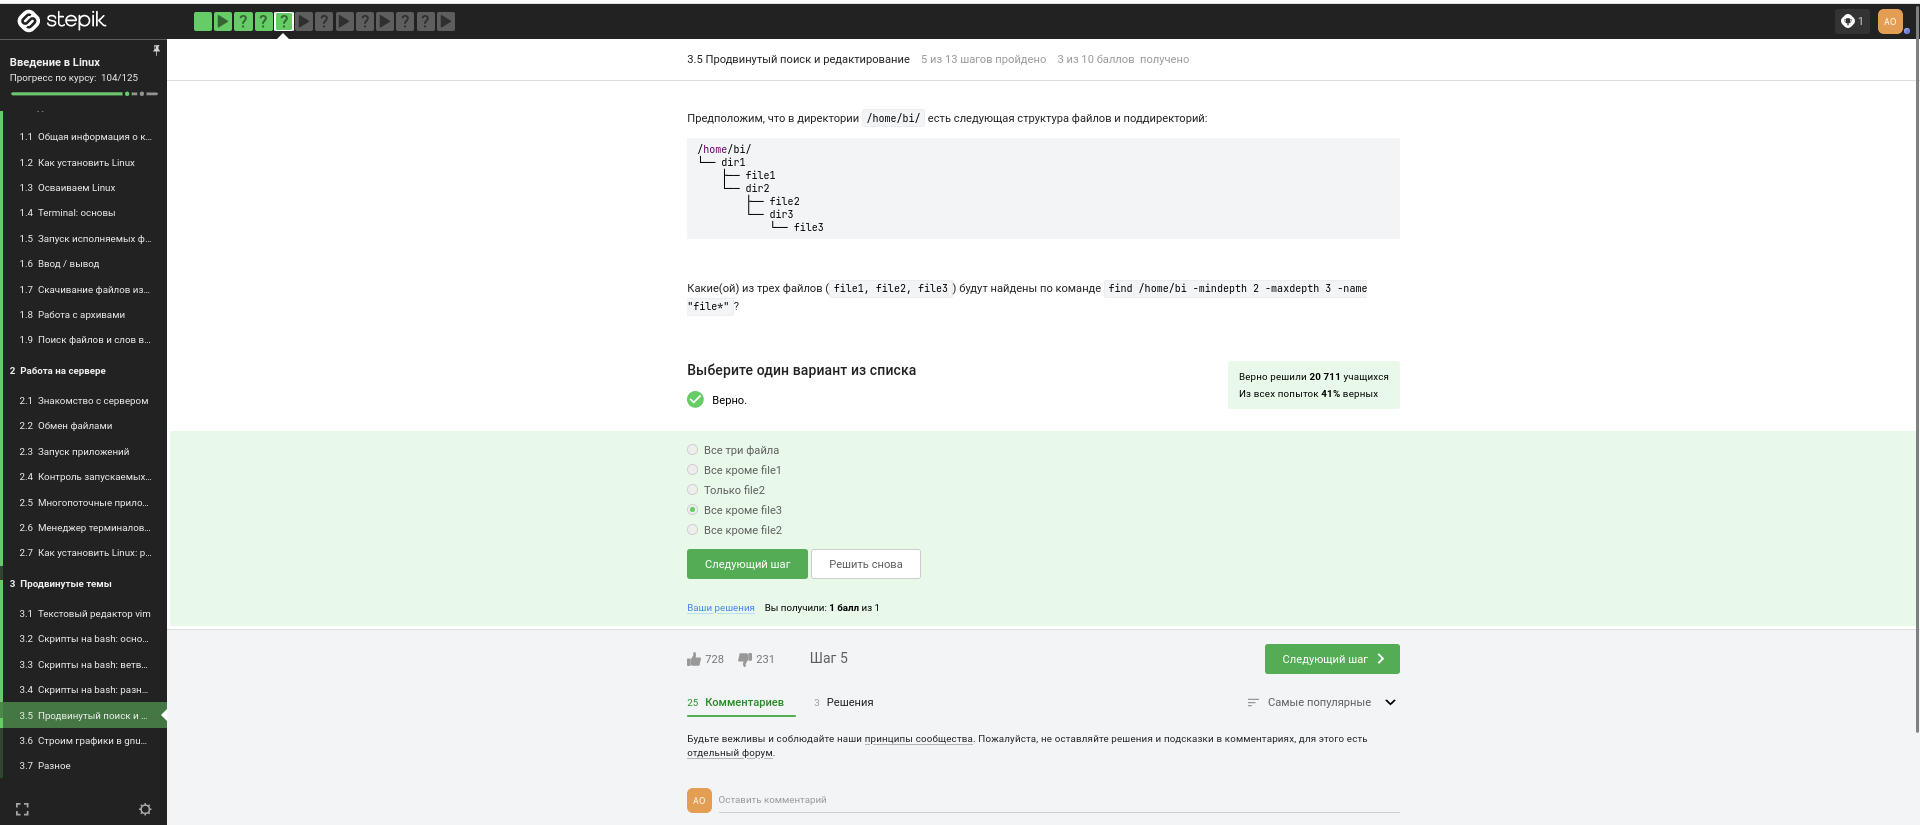 stepik
? ? ? ? ? ? ?
1
AO
Введение в Linux
Прогресс по курсу: 104/125
1.1 Общая информация о к...
1.2 Как установить Linux
1.3 Осваиваем Linux
1.4 Terminal: основы
1.5 Запуск исполняемых ф...
1.6 Ввод / вывод
1.7 Скачивание файлов из...
1.8 Работа с архивами
1.9 Поиск файлов и слов в...
2 Работа на сервере
2.1 Знакомство с сервером
2.2 Обмен файлами
2.3 Запуск приложений
2.4 Контроль запускаемых...
2.5 Многопоточные прило...
2.6 Менеджер терминалов...
2.7 Как установить Linux: р...
3 Продвинутые темы
3.1 Текстовый редактор vim
3.2 Скрипты на bash: осно...
3.3 Скрипты на bash: ветв...
3.4 Скрипты на bash: разн...
3.5 Продвинутый поиск и ...
3.6 Строим графики в gnu...
3.7 Разное
3.5 Продвинутый поиск и редактирование 5 из 13 шагов пройдено 3 из 10 баллов получено
Предположим, что в директории /home/bi/ есть следующая структура файлов и поддиректорий:
/home/bi/
└── dir1
    ├── file1
    └── dir2
        ├── file2
        └── dir3
            └── file3
Какие(ой) из трех файлов ( file1, file2, file3 ) будут найдены по команде find /home/bi -mindepth 2 -maxdepth 3 -name
"file*" ?
Выберите один вариант из списка
Верно.
Верно решили 20 711 учащихся
Из всех попыток 41% верных
Все три файла
Все кроме file1
Только file2
Все кроме file3
Все кроме file2
Следующий шаг Решить снова
Ваши решения Вы получили: 1 балл из 1
728 231 Шаг 5 Следующий шаг
25 Комментариев 3 Решения Самые популярные
Будьте вежливы и соблюдайте наши принципы сообщества. Пожалуйста, не оставляйте решения и подсказки в комментариях, для этого есть
отдельный форум.
AO Оставить комментарий